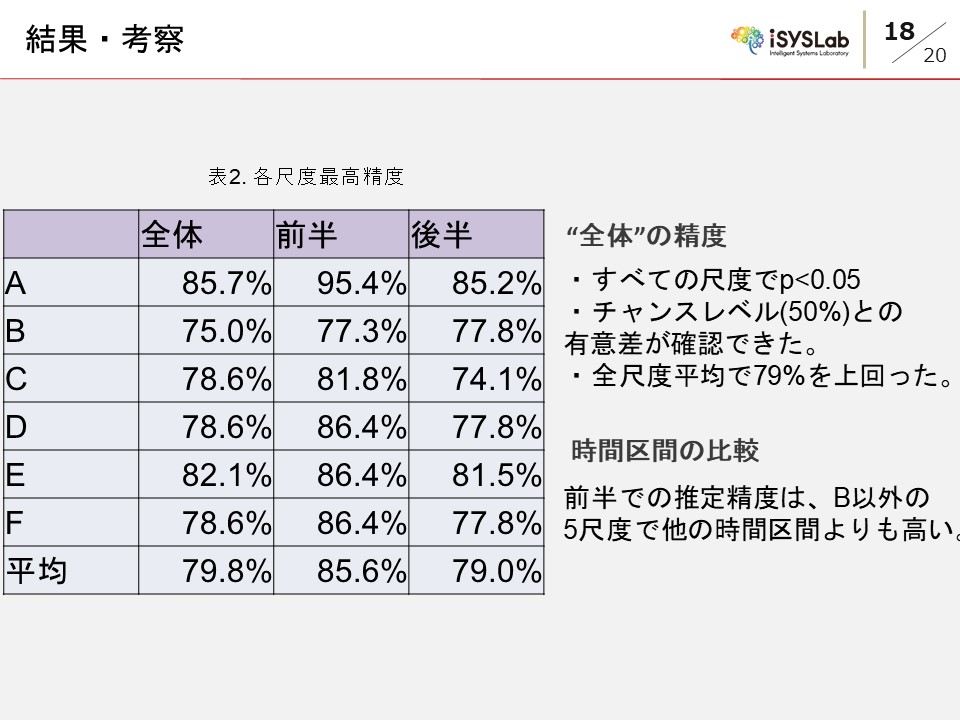 結果・考察
iSYSLab
Intelligent Systems Laboratory
18
20
表2. 各尺度最高精度
全体 前半 後半
A 85.7% 95.4% 85.2%
B 75.0% 77.3% 77.8%
C 78.6% 81.8% 74.1%
D 78.6% 86.4% 77.8%
E 82.1% 86.4% 81.5%
F 78.6% 86.4% 77.8%
平均 79.8% 85.6% 79.0%
“全体”の精度
・すべての尺度でp<0.05
・チャンスレベル(50%)との
有意差が確認できた。
・全尺度平均で79%を上回った。
時間区間の比較
前半での推定精度は、B以外の
5尺度で他の時間区間よりも高い。